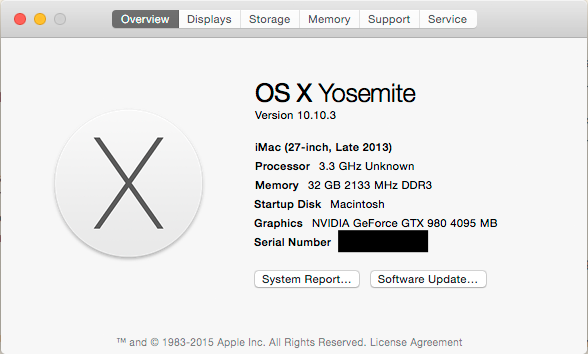 Overview Displays Storage Memory Support Service
OS X Yosemite
Version 10.10.3
iMac (27-inch, Late 2013)
Processor 3.3 GHz Unknown
Memory 32 GB 2133 MHz DDR3
Startup Disk Macintosh
Graphics NVIDIA GeForce GTX 980 4095 MB
Serial Number
System Report... Software Update...
™ and © 1983-2015 Apple Inc. All Rights Reserved. License Agreement